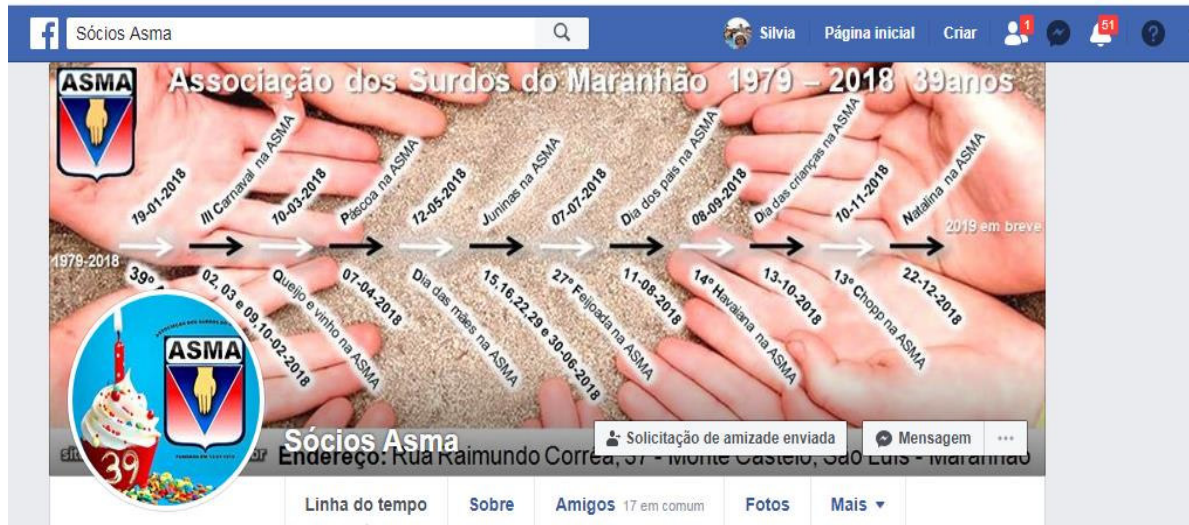 Sócios Asma
Silvia
Página inicial
Criar
1
51
ASMA
Associação dos Surdos do Maranhão 1979 – 2018 39anos
19-01-2018
III Carnaval na ASMA
10-03-2018
Páscoa na ASMA
12-05-2018
Juninas na ASMA
07-07-2018
Dia dos pais na ASMA
08-09-2018
Dia das crianças na ASMA
10-11-2018
Natalina na ASMA
1979-2018
2019 em breve
39º
02, 03 e 09,10-02-2018
Queijo e vinho na ASMA
07-04-2018
Dia das mães na ASMA
15,16,22,29 e 30-06-2018
27º Feijoada na ASMA
11-08-2018
14º Havaiana na ASMA
13-10-2018
13º Chopp na ASMA
22-12-2018
ASMA
39
Sócios Asma
Solicitação de amizade enviada
Mensagem
Endereço: Rua Raimundo Corrêa, 37 - Monte Castelo, São Luís - Maranhão
Linha do tempo
Sobre
Amigos 17 em comum
Fotos
Mais